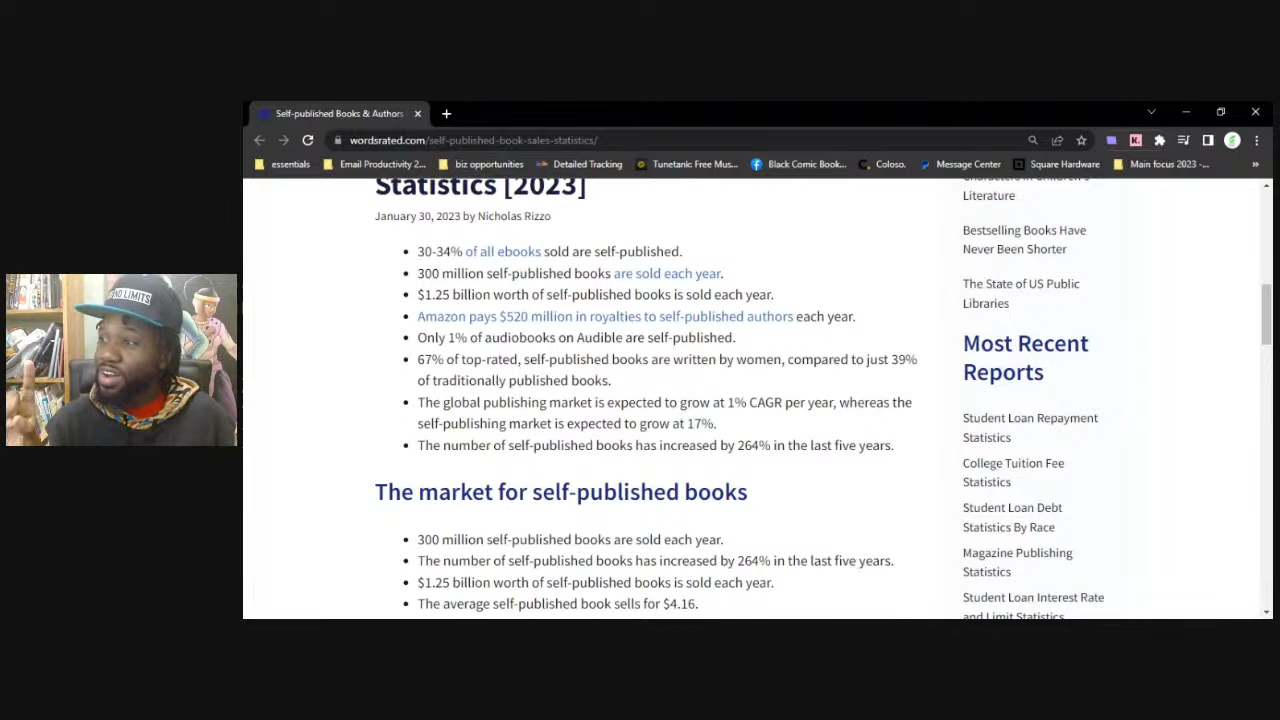 Self-published Books & Authors
wordsrated.com/self-published-book-sales-statistics/
essentials
Email Productivity 2...
biz opportunities
Detailed Tracking
Tunetank Free Mus...
Black Comic Book...
Coloso.
Message Center
Square Hardware
Main focus 2023 -...
»
Statistics [2023]
January 30, 2023 by Nicholas Rizzo
• 30-34% of all ebooks sold are self-published.
• 300 million self-published books are sold each year.
• $1.25 billion worth of self-published books is sold each year.
• Amazon pays $520 million in royalties to self-published authors each year.
• Only 1% of audiobooks on Audible are self-published.
• 67% of top-rated, self-published books are written by women, compared to just 39%
of traditionally published books.
• The global publishing market is expected to grow at 1% CAGR per year, whereas the
self-publishing market is expected to grow at 17%.
• The number of self-published books has increased by 264% in the last five years.
The market for self-published books
• 300 million self-published books are sold each year.
• The number of self-published books has increased by 264% in the last five years.
• $1.25 billion worth of self-published books is sold each year.
• The average self-published book sells for $4.16.
Characters in Children's
Literature
Bestselling Books Have
Never Been Shorter
The State of US Public
Libraries
Most Recent
Reports
Student Loan Repayment
Statistics
College Tuition Fee
Statistics
Student Loan Debt
Statistics By Race
Magazine Publishing
Statistics
Student Loan Interest Rate
and Limit Statistics
NO LIMITS